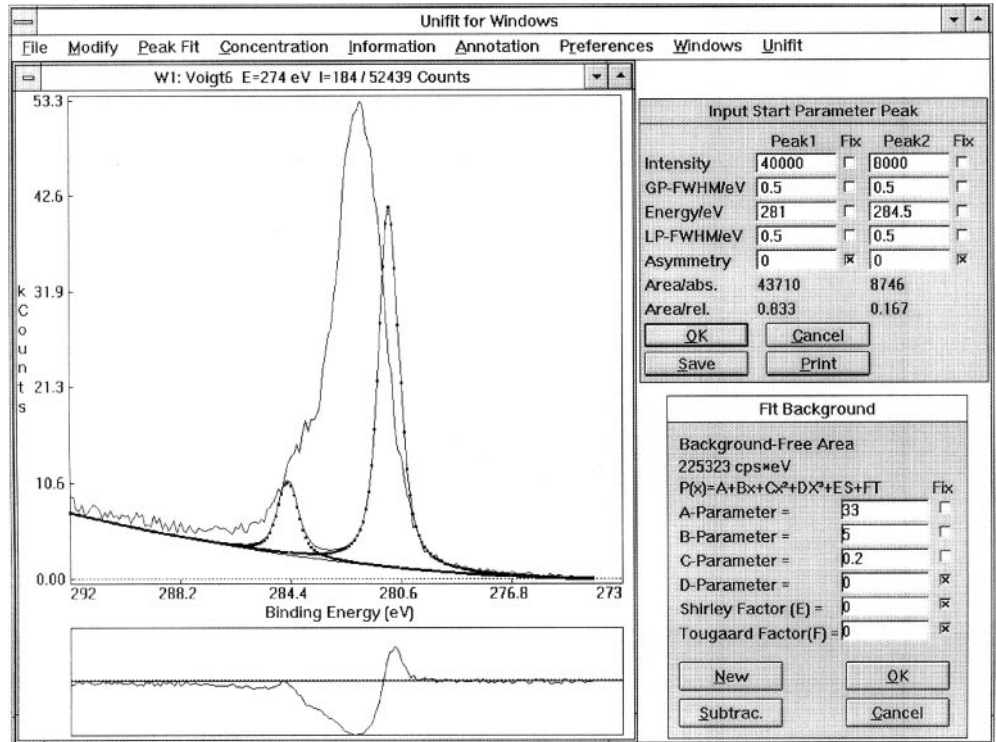 Unifit for Windows
File Modify Peak Fit Concentration Information Annotation Preferences Windows Unifit
W1: Voigt6 E=274 eV I=184/52439 Counts
53.3
42.6
31.9
21.3
10.6
0.00
kCounts
292 288.2 284.4 280.6 276.8 273
Binding Energy (eV)
Input Start Parameter Peak
Peak1 Fix Peak2 Fix
Intensity 40000 8000
GP-FWHM/eV 0.5 0.5
Energy/eV 281 284.5
LP-FWHM/eV 0.5 0.5
Asymmetry 0 0
Area/abs. 43710 8746
Area/rel. 0.833 0.167
OK Cancel
Save Print
Fit Background
Background-Free Area
225323 cps*eV
P(x)=A+Bx+Cx²+DX³+ES+FT Fix
A-Parameter = 33
B-Parameter = 5
C-Parameter = 0.2
D-Parameter = 0
Shirley Factor (E) = 0
Tougaard Factor(F) = 0
New OK
Subtrac. Cancel